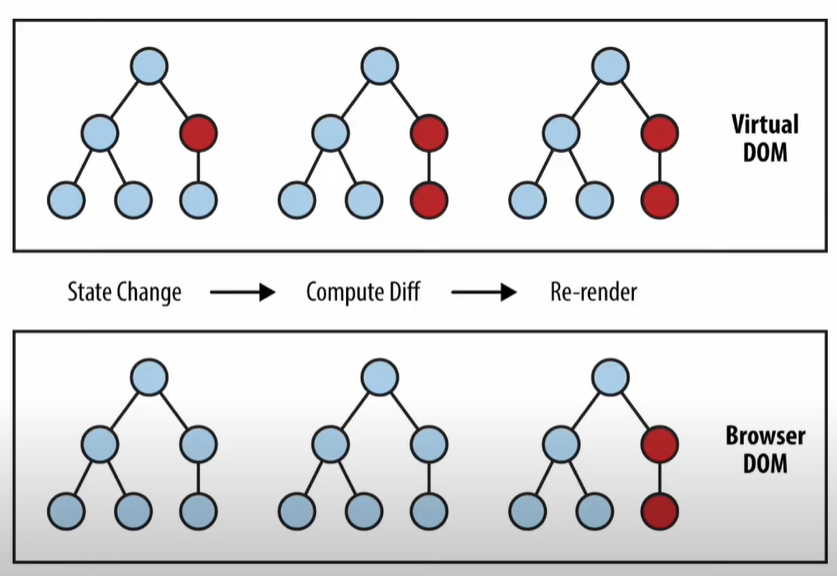 Virtual
DOM
State Change
Compute Diff
Re-render
Browser
DOM